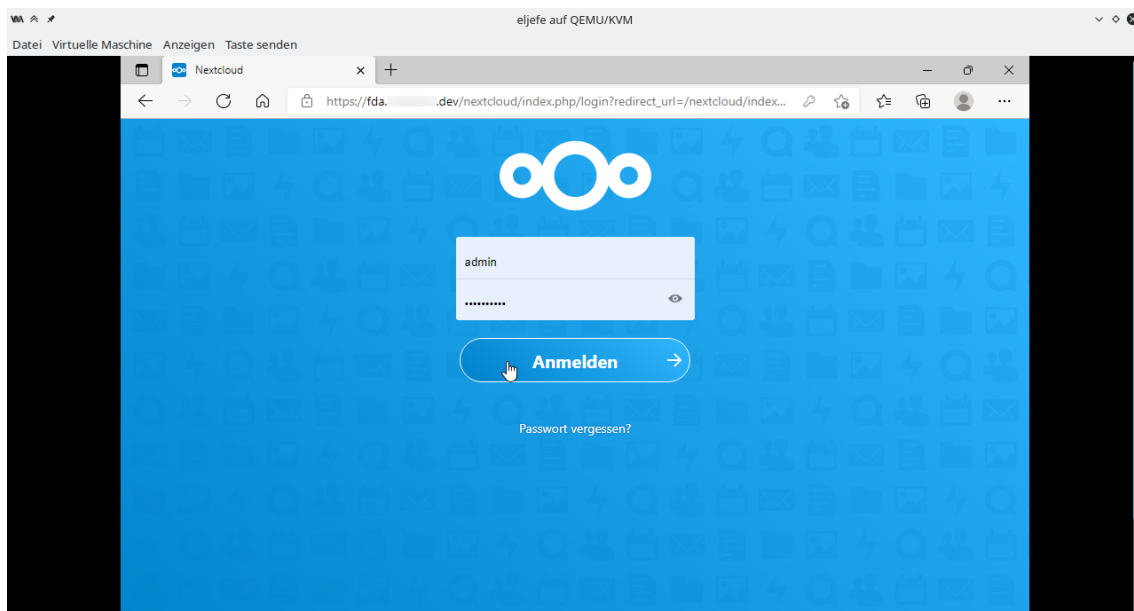 eljefe auf QEMU/KVM
Datei Virtuelle Maschine Anzeigen Taste senden
Nextcloud
https://fda. .dev/nextcloud/index.php/login?redirect_url=/nextcloud/index...
admin
••••••••••
Anmelden
Passwort vergessen?